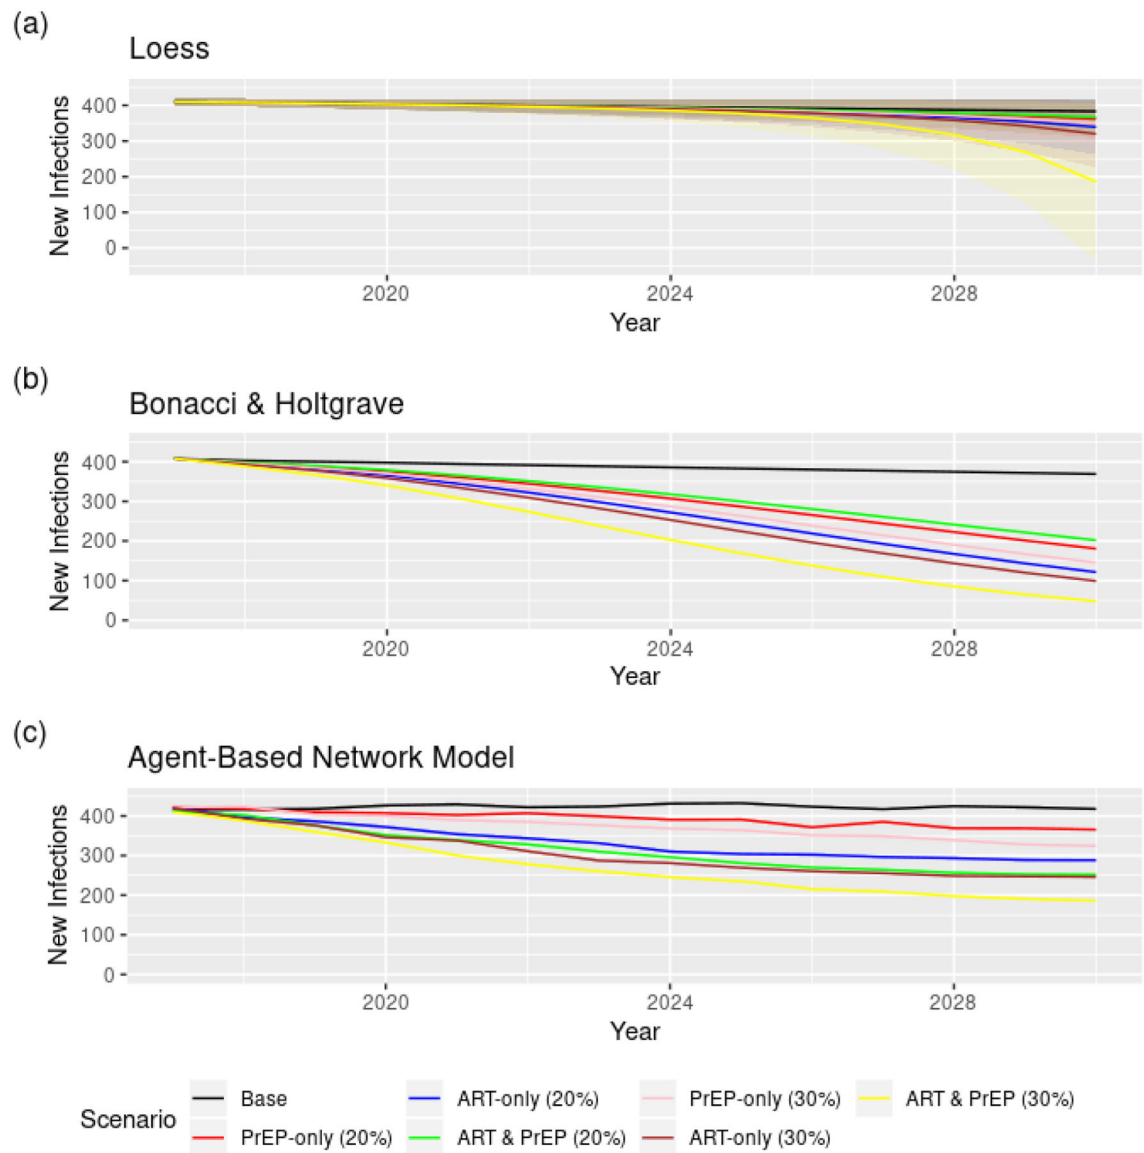 (a)
Loess
400
300
200
100
0
New Infections
2020 2024 2028
Year
(b)
Bonacci & Holtgrave
400
300
200
100
0
New Infections
2020 2024 2028
Year
(c)
Agent-Based Network Model
400
300
200
100
0
New Infections
2020 2024 2028
Year
Scenario
Base ART-only (20%) PrEP-only (30%) ART & PrEP (30%)
PrEP-only (20%) ART & PrEP (20%) ART-only (30%)